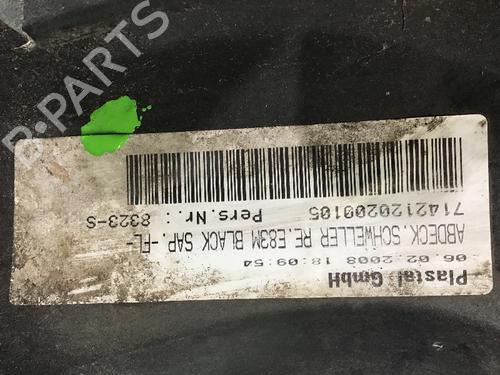 Plastal GmbH
06.02.2008 18:09:54
ABDECK.SCHWELLER RE.E83M BLACK SAP.-FL-
7142120200105
Pers.Nr.: 8323-S
B-PARTS